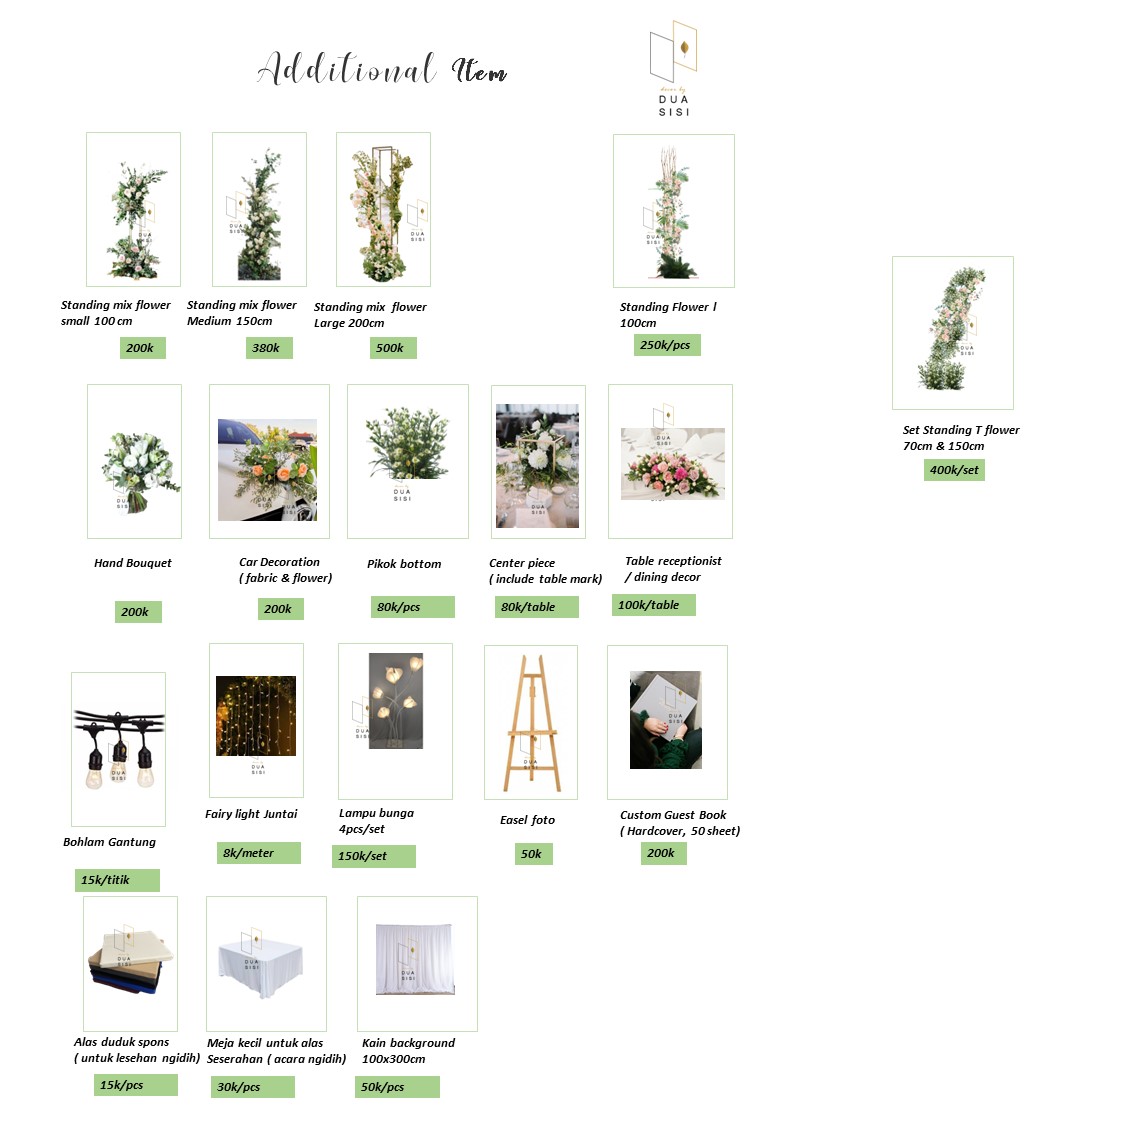 Additional Item
decor by
DUA
SISI
Standing mix flower
small 100 cm
200k
Standing mix flower
Medium 150cm
380k
Standing mix flower
Large 200cm
500k
Standing Flower l
100cm
250k/pcs
Set Standing T flower
70cm & 150cm
400k/set
Hand Bouquet
200k
Car Decoration
( fabric & flower)
200k
Pikok bottom
80k/pcs
Center piece
( include table mark)
80k/table
Table receptionist
/ dining decor
100k/table
Bohlam Gantung
15k/titik
Fairy light Juntai
8k/meter
Lampu bunga
4pcs/set
150k/set
Easel foto
50k
Custom Guest Book
( Hardcover, 50 sheet)
200k
Alas duduk spons
( untuk lesehan ngidih)
15k/pcs
Meja kecil untuk alas
Seserahan ( acara ngidih)
30k/pcs
Kain background
100x300cm
50k/pcs